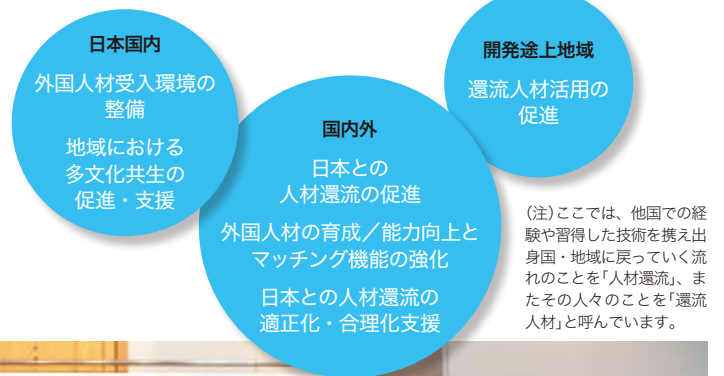 日本国内
外国人材受入環境の
整備
地域における
多文化共生の
促進・支援
国内外
日本との
人材還流の促進
外国人材の育成／能力向上と
マッチング機能の強化
日本との人材還流の
適正化・合理化支援
開発途上地域
還流人材活用の
促進
（注）ここでは、他国での経
験や習得した技術を携え出
身国・地域に戻っていく流
れのことを「人材還流」、ま
たその人々のことを「還流
人材」と呼んでいます。